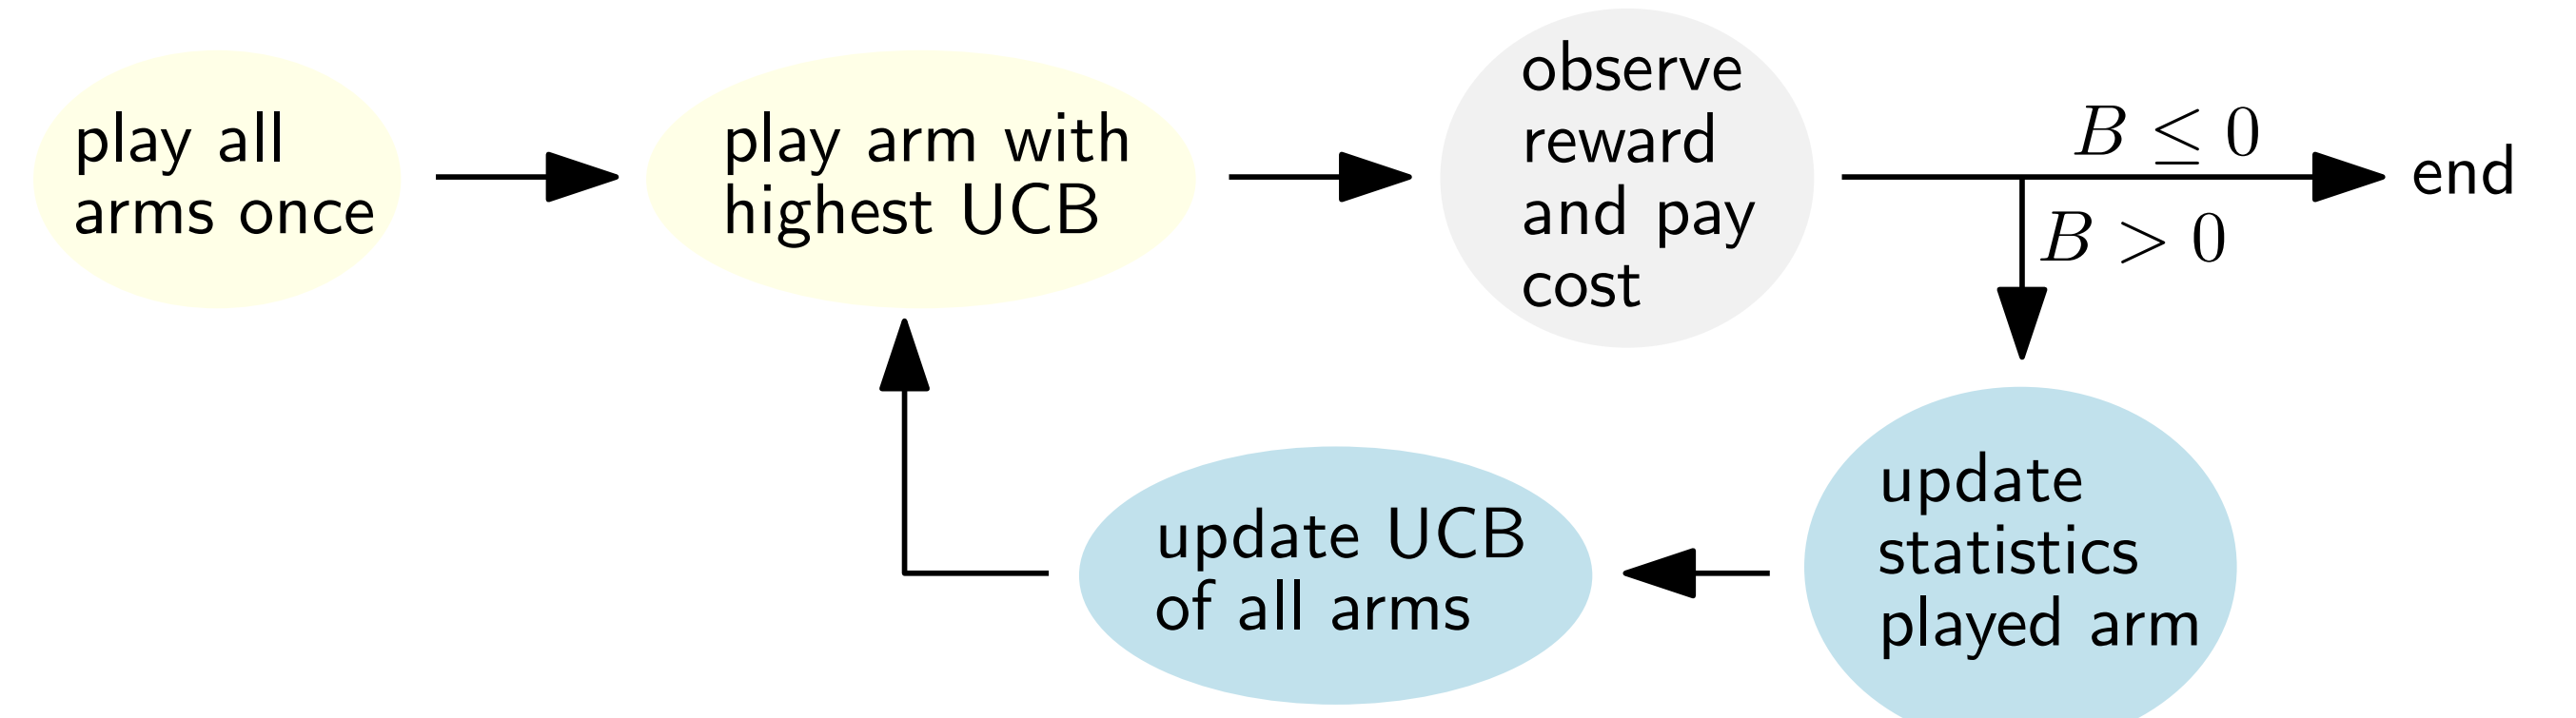 play all
arms once
play arm with
highest UCB
observe
reward
and pay
cost
B ≤ 0
end
B > 0
update
statistics
played arm
update UCB
of all arms